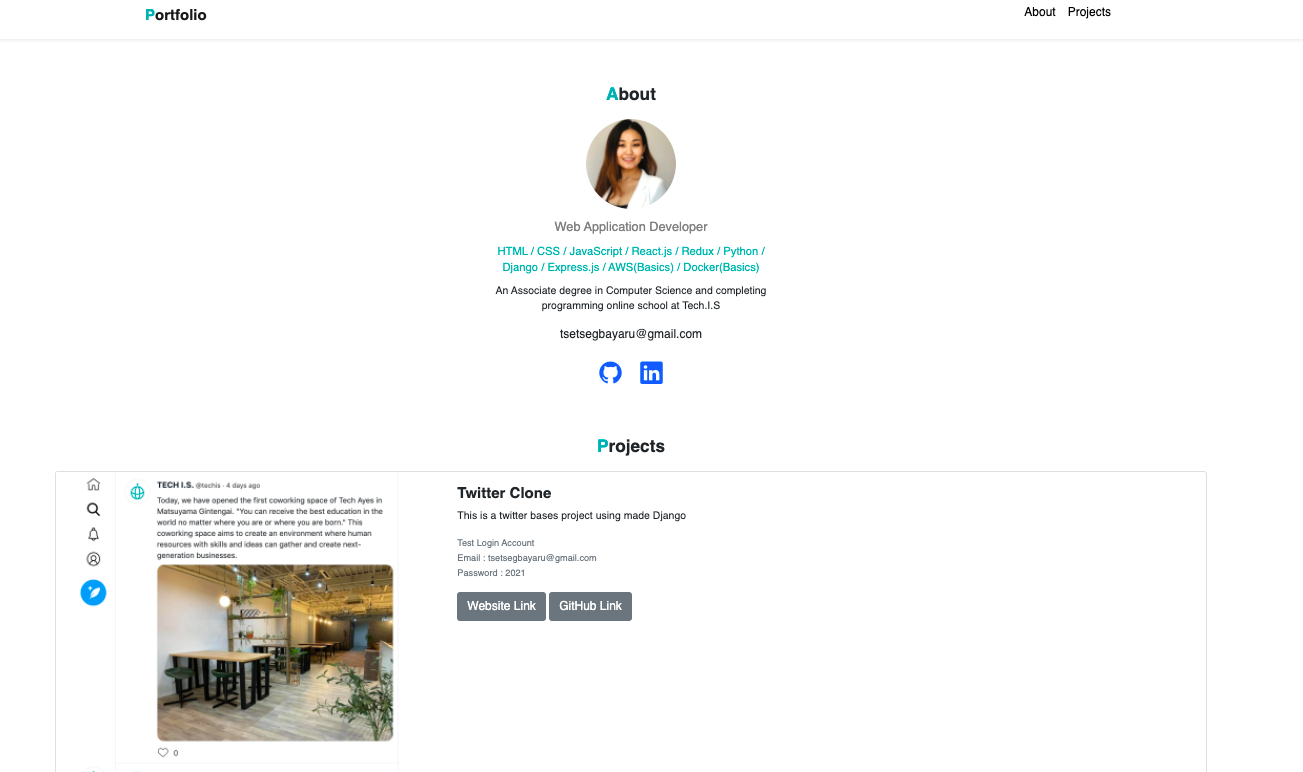 Portfolio
About Projects
About
Web Application Developer
HTML / CSS / JavaScript / React.js / Redux / Python /
Django / Express.js / AWS(Basics) / Docker(Basics)
An Associate degree in Computer Science and completing
programming online school at Tech.I.S
tsetsegbayaru@gmail.com
Projects
TECH I.S. @techis · 4 days ago
Today, we have opened the first coworking space of Tech Ayes in
Matsuyama Gintengai. "You can receive the best education in the
world no matter where you are or where you are born." This
coworking space aims to create an environment where human
resources with skills and ideas can gather and create next-
generation businesses.
0
Twitter Clone
This is a twitter bases project using made Django
Test Login Account
Email : tsetsegbayaru@gmail.com
Password : 2021
Website Link GitHub Link